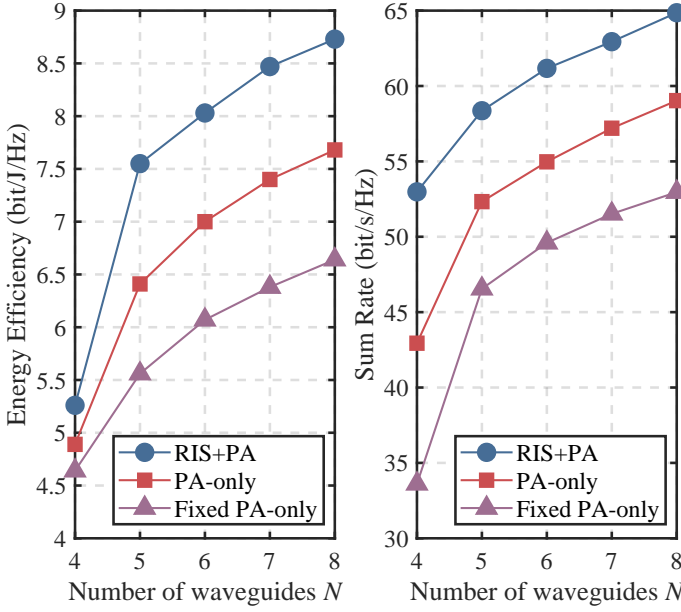 Energy Efficiency (bit/J/Hz)
9
8.5
8
7.5
7
6.5
6
5.5
5
4.5
4
RIS+PA
PA-only
Fixed PA-only
4 5 6 7 8
Number of waveguides N
Sum Rate (bit/s/Hz)
65
60
55
50
45
40
35
30
RIS+PA
PA-only
Fixed PA-only
4 5 6 7 8
Number of waveguides N